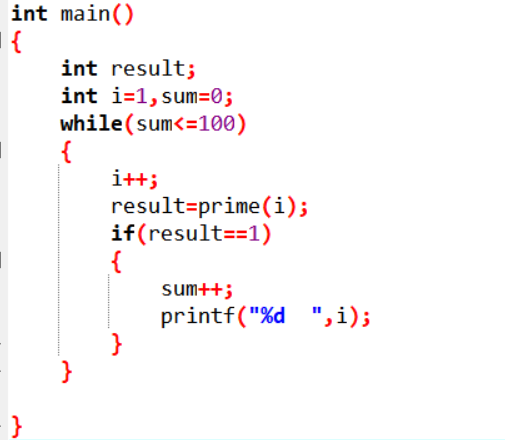 int main()
{
    int result;
    int i=1,sum=0;
    while(sum<=100)
    {
        i++;
        result=prime(i);
        if(result==1)
        {
            sum++;
            printf("%d  ",i);
        }
    }
}